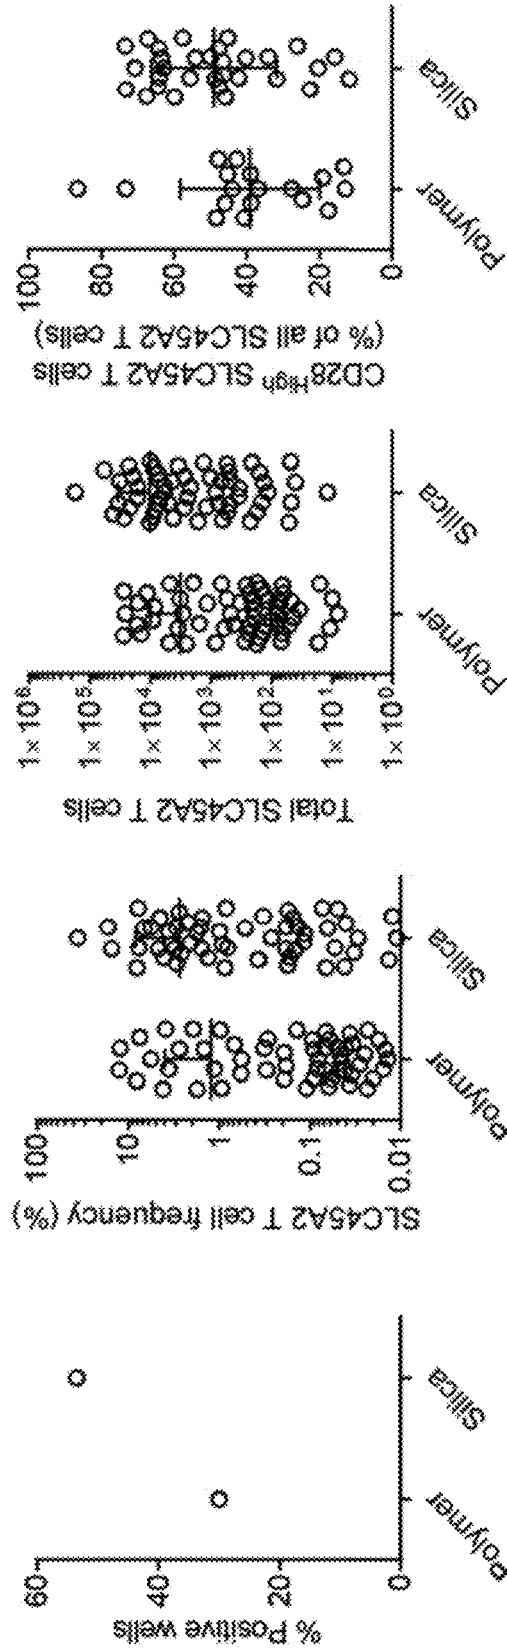 % Positive wells
60
40
20
0
Polymer
Silica
SLC45A2 T cell frequency (%)
100
10
1
0.1
0.01
Polymer
Silica
Total SLC45A2 T cells
1×10⁶
1×10⁵
1×10⁴
1×10³
1×10²
1×10¹
1×10⁰
Polymer
Silica
CD28ᴴⁱᵍʰ SLC45A2 T cells
(% of all SLC45A2 T cells)
100
80
60
40
20
0
Polymer
Silica